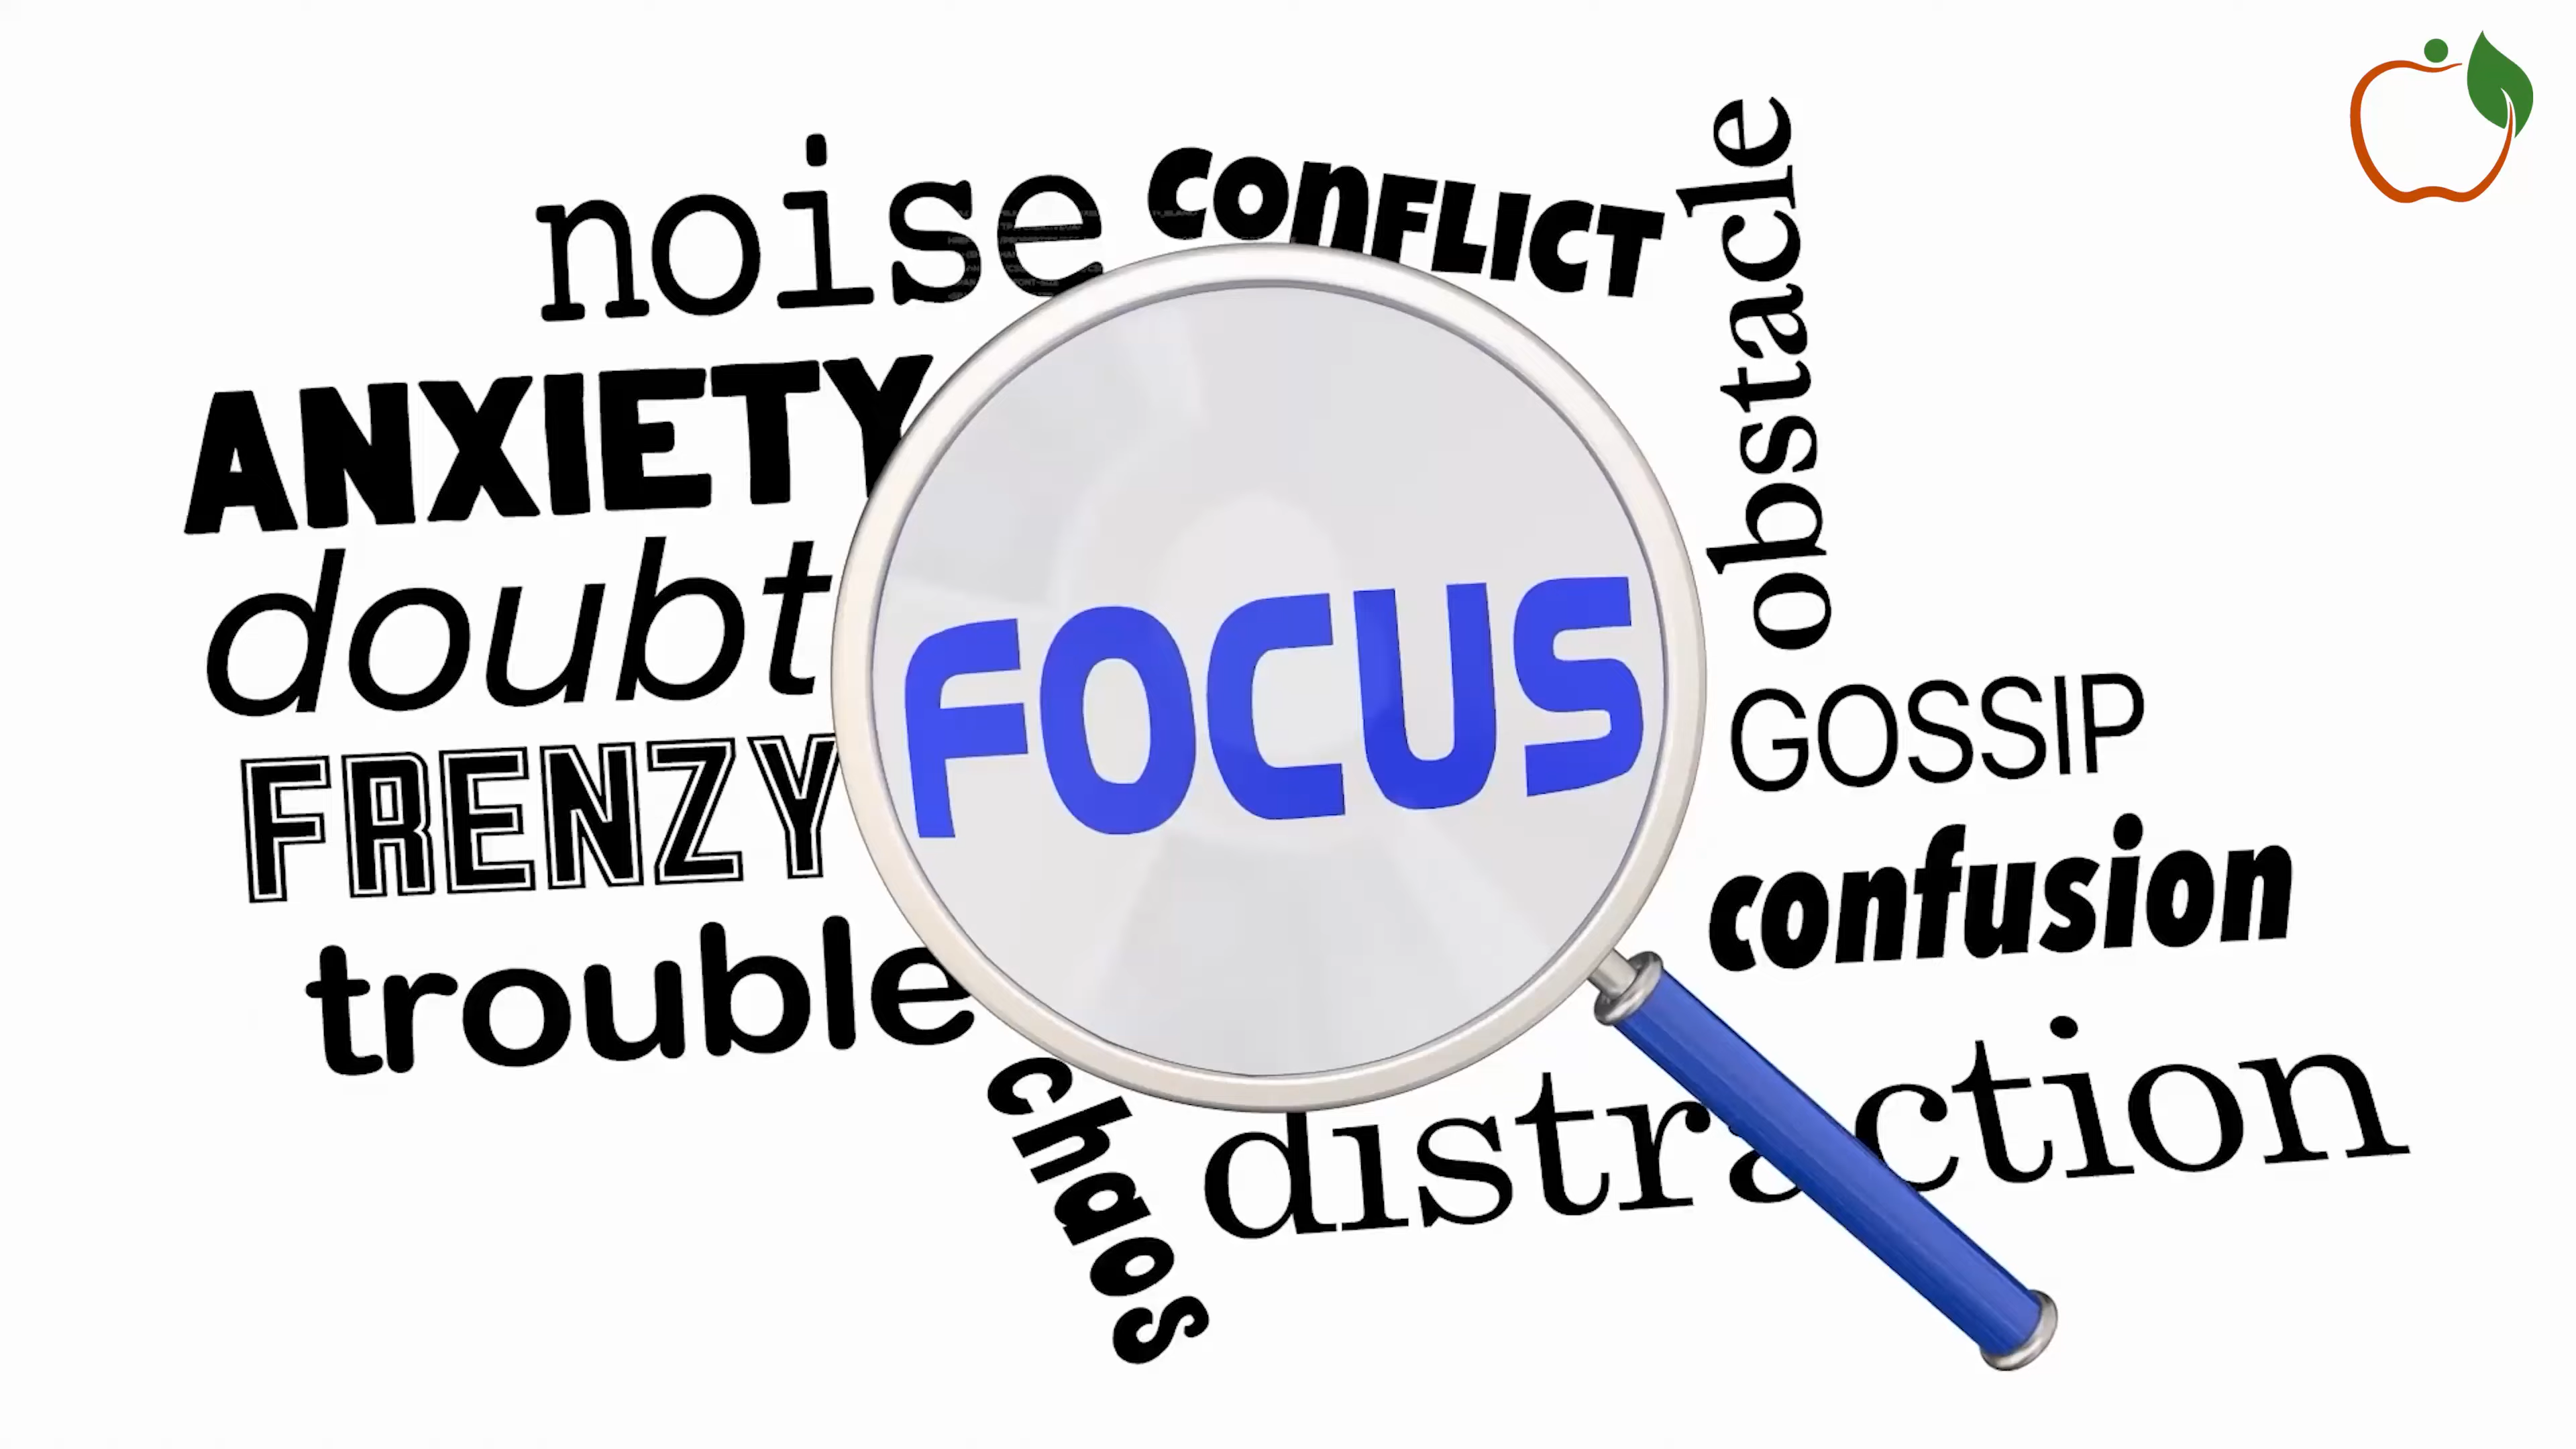 noise
CONFLICT
obstacle
ANXIETY
doubt
FOCUS
FRENZY
GOSSIP
confusion
trouble
chaos
distraction